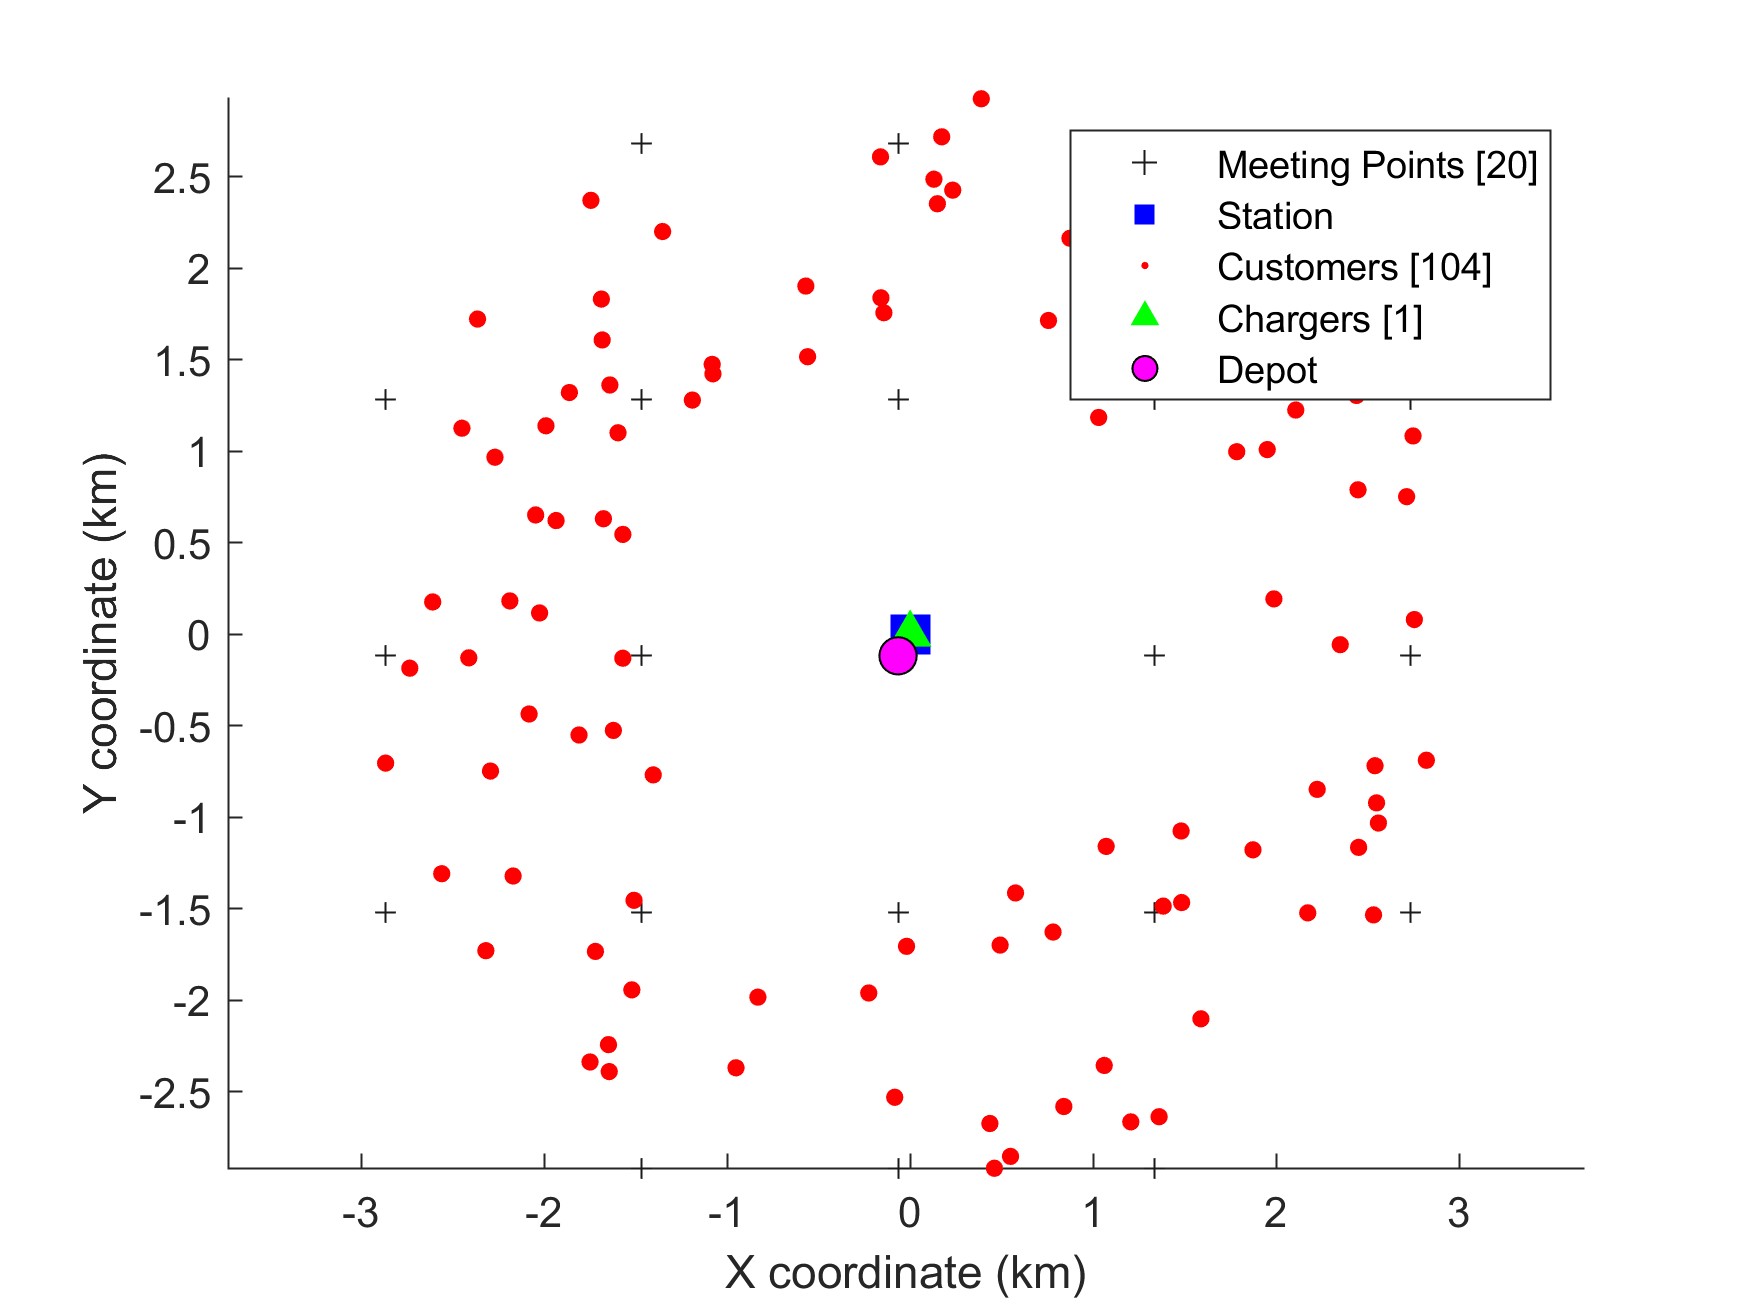 2.5
2
1.5
1
0.5
0
-0.5
-1
-1.5
-2
-2.5
Y coordinate (km)
Meeting Points [20]
Station
Customers [104]
Chargers [1]
Depot
-3 -2 -1 0 1 2 3
X coordinate (km)